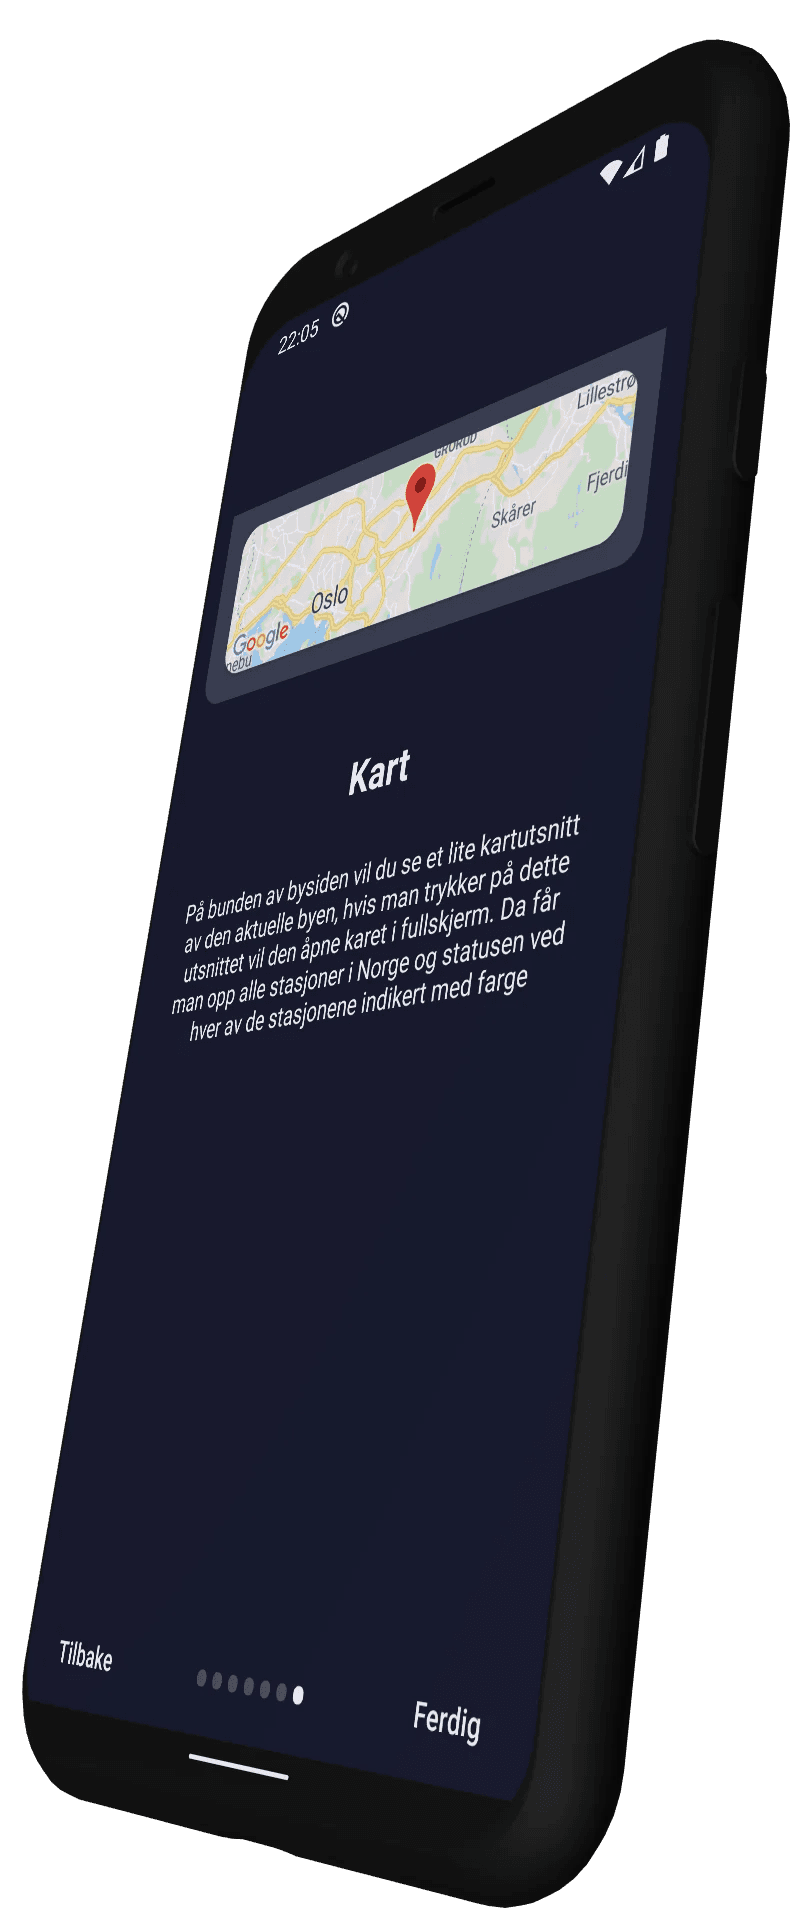 22:05
Lillestrø
GRORUD
Fjerdi
Skårer
Oslo
Google
nebu
Kart
På bunden av bysiden vil du se et lite kartutsnitt
av den aktuelle byen, hvis man trykker på dette
utsnittet vil den åpne karet i fullskjerm. Da får
man opp alle stasjoner i Norge og statusen ved
hver av de stasjonene indikert med farge
Tilbake
Ferdig